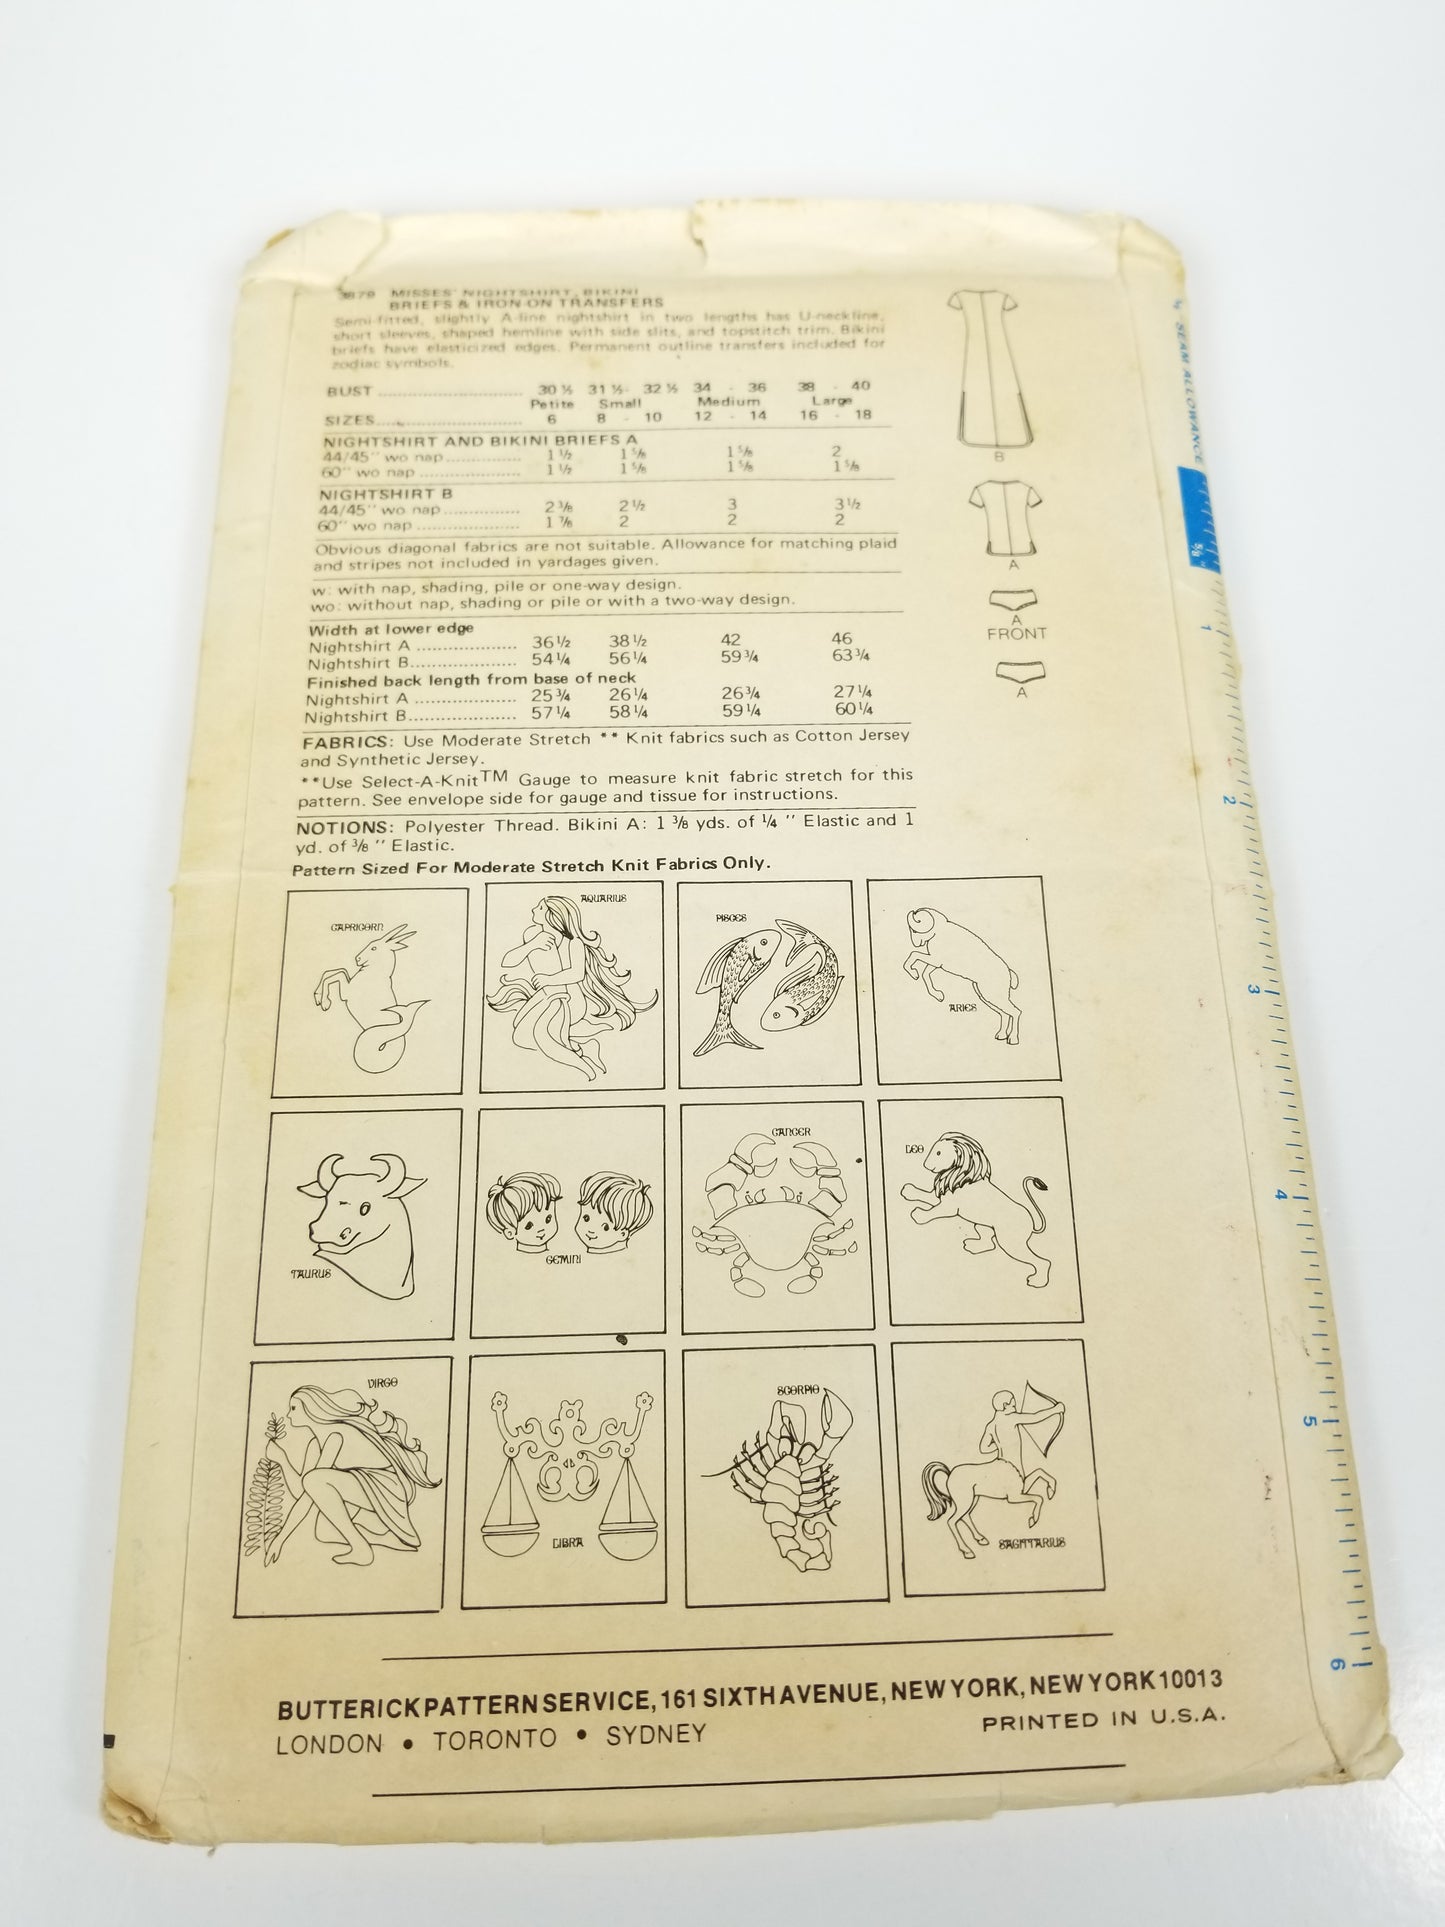 3879 MISSES' NIGHTSHIRT, BIKINI
BRIEFS & IRON-ON TRANSFERS
Semi-fitted, slightly A-line nightshirt in two lengths has U-neckline,
short sleeves, shaped hemline with side slits, and topstitch trim. Bikini
briefs have elasticized edges. Permanent outline transfers included for
zodiac symbols.
BUST 30 ½ 31 ½ - 32 ½ 34 - 36 38 - 40
Petite Small Medium Large
SIZES 6 8 - 10 12 - 14 16 - 18
NIGHTSHIRT AND BIKINI BRIEFS A
44/45" wo nap 1 ½ 1 ⅝ 1 ⅝ 2
60" wo nap 1 ½ 1 ⅝ 1 ⅝ 1 ⅝
NIGHTSHIRT B
44/45" wo nap 2 ⅜ 2 ½ 3 3 ½
60" wo nap 1 ⅞ 2 2 2
Obvious diagonal fabrics are not suitable. Allowance for matching plaid
and stripes not included in yardages given.
w: with nap, shading, pile or one-way design.
wo: without nap, shading or pile or with a two-way design.
Width at lower edge
Nightshirt A 36 ½ 38 ½ 42 46
Nightshirt B 54 ¼ 56 ¼ 59 ¾ 63 ¾
Finished back length from base of neck
Nightshirt A 25 ¾ 26 ¼ 26 ¾ 27 ¼
Nightshirt B 57 ¼ 58 ¼ 59 ¼ 60 ¼
FABRICS: Use Moderate Stretch ** Knit fabrics such as Cotton Jersey
and Synthetic Jersey.
**Use Select-A-Knit™ Gauge to measure knit fabric stretch for this
pattern. See envelope side for gauge and tissue for instructions.
NOTIONS: Polyester Thread. Bikini A: 1 ⅜ yds. of ¼ " Elastic and 1
yd. of ⅜ " Elastic.
Pattern Sized For Moderate Stretch Knit Fabrics Only.
B
A
A
FRONT
A
CAPRICORN
AQUARIUS
PISCES
ARIES
TAURUS
GEMINI
CANCER
LEO
VIRGO
LIBRA
SCORPIO
SAGITTARIUS
BUTTERICK PATTERN SERVICE, 161 SIXTH AVENUE, NEW YORK, NEW YORK 10013
LONDON • TORONTO • SYDNEY
PRINTED IN U.S.A.
SEAM ALLOWANCE
⅝"
1
2
3
4
5
6